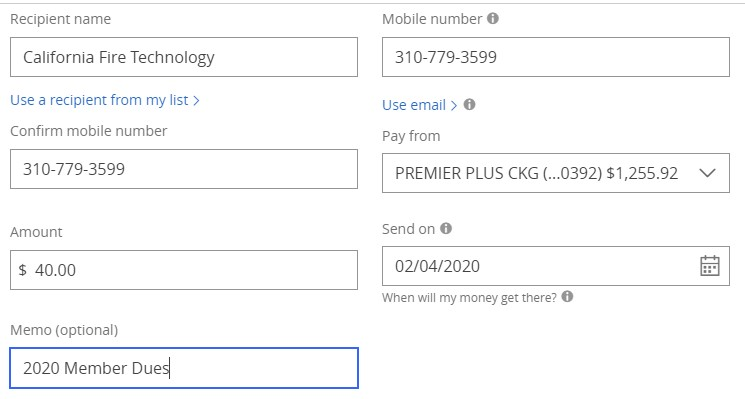 Recipient name
California Fire Technology
Use a recipient from my list >
Confirm mobile number
310-779-3599
Amount
$ 40.00
Memo (optional)
2020 Member Dues
Mobile number
310-779-3599
Use email >
Pay from
PREMIER PLUS CKG (...0392) $1,255.92
Send on
02/04/2020
When will my money get there?